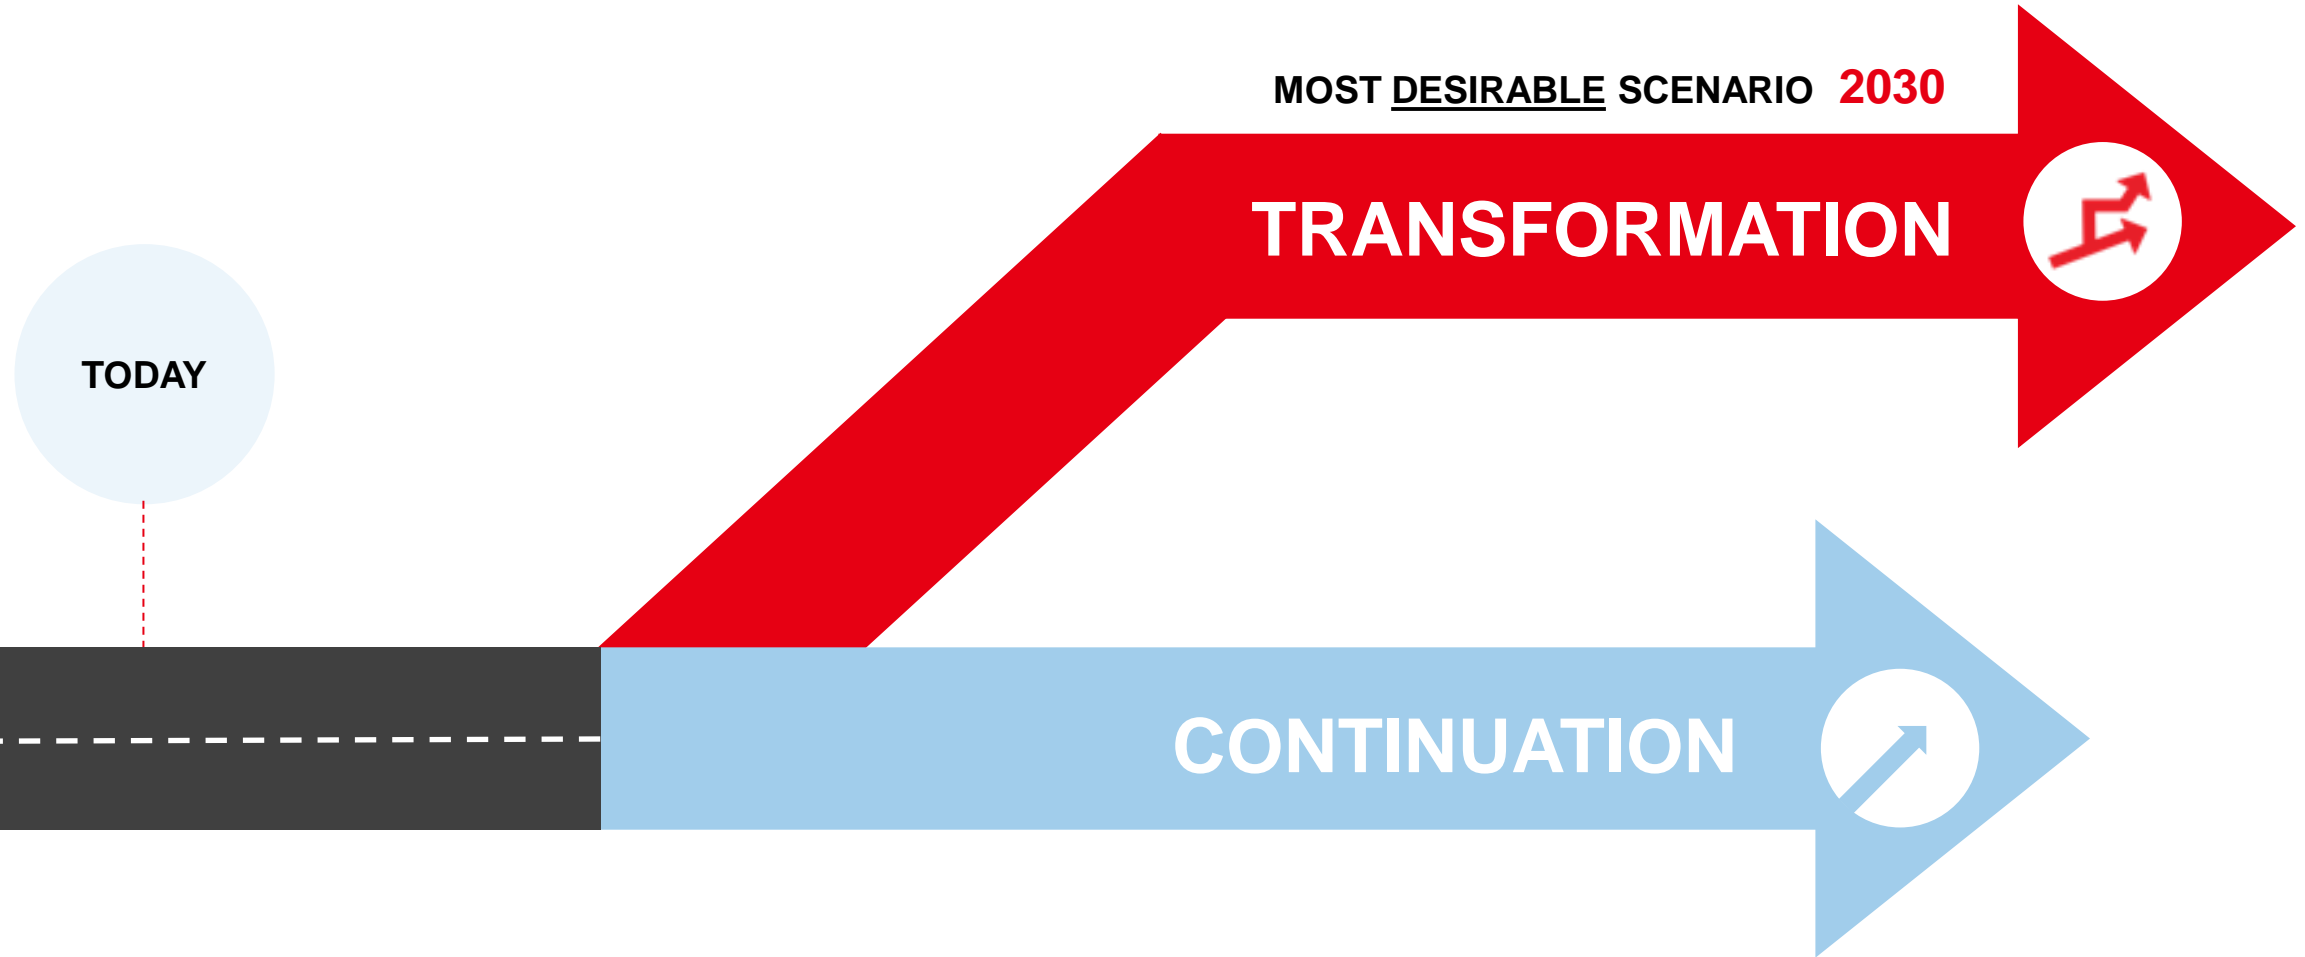 MOST DESIRABLE SCENARIO 2030
TRANSFORMATION
TODAY
CONTINUATION